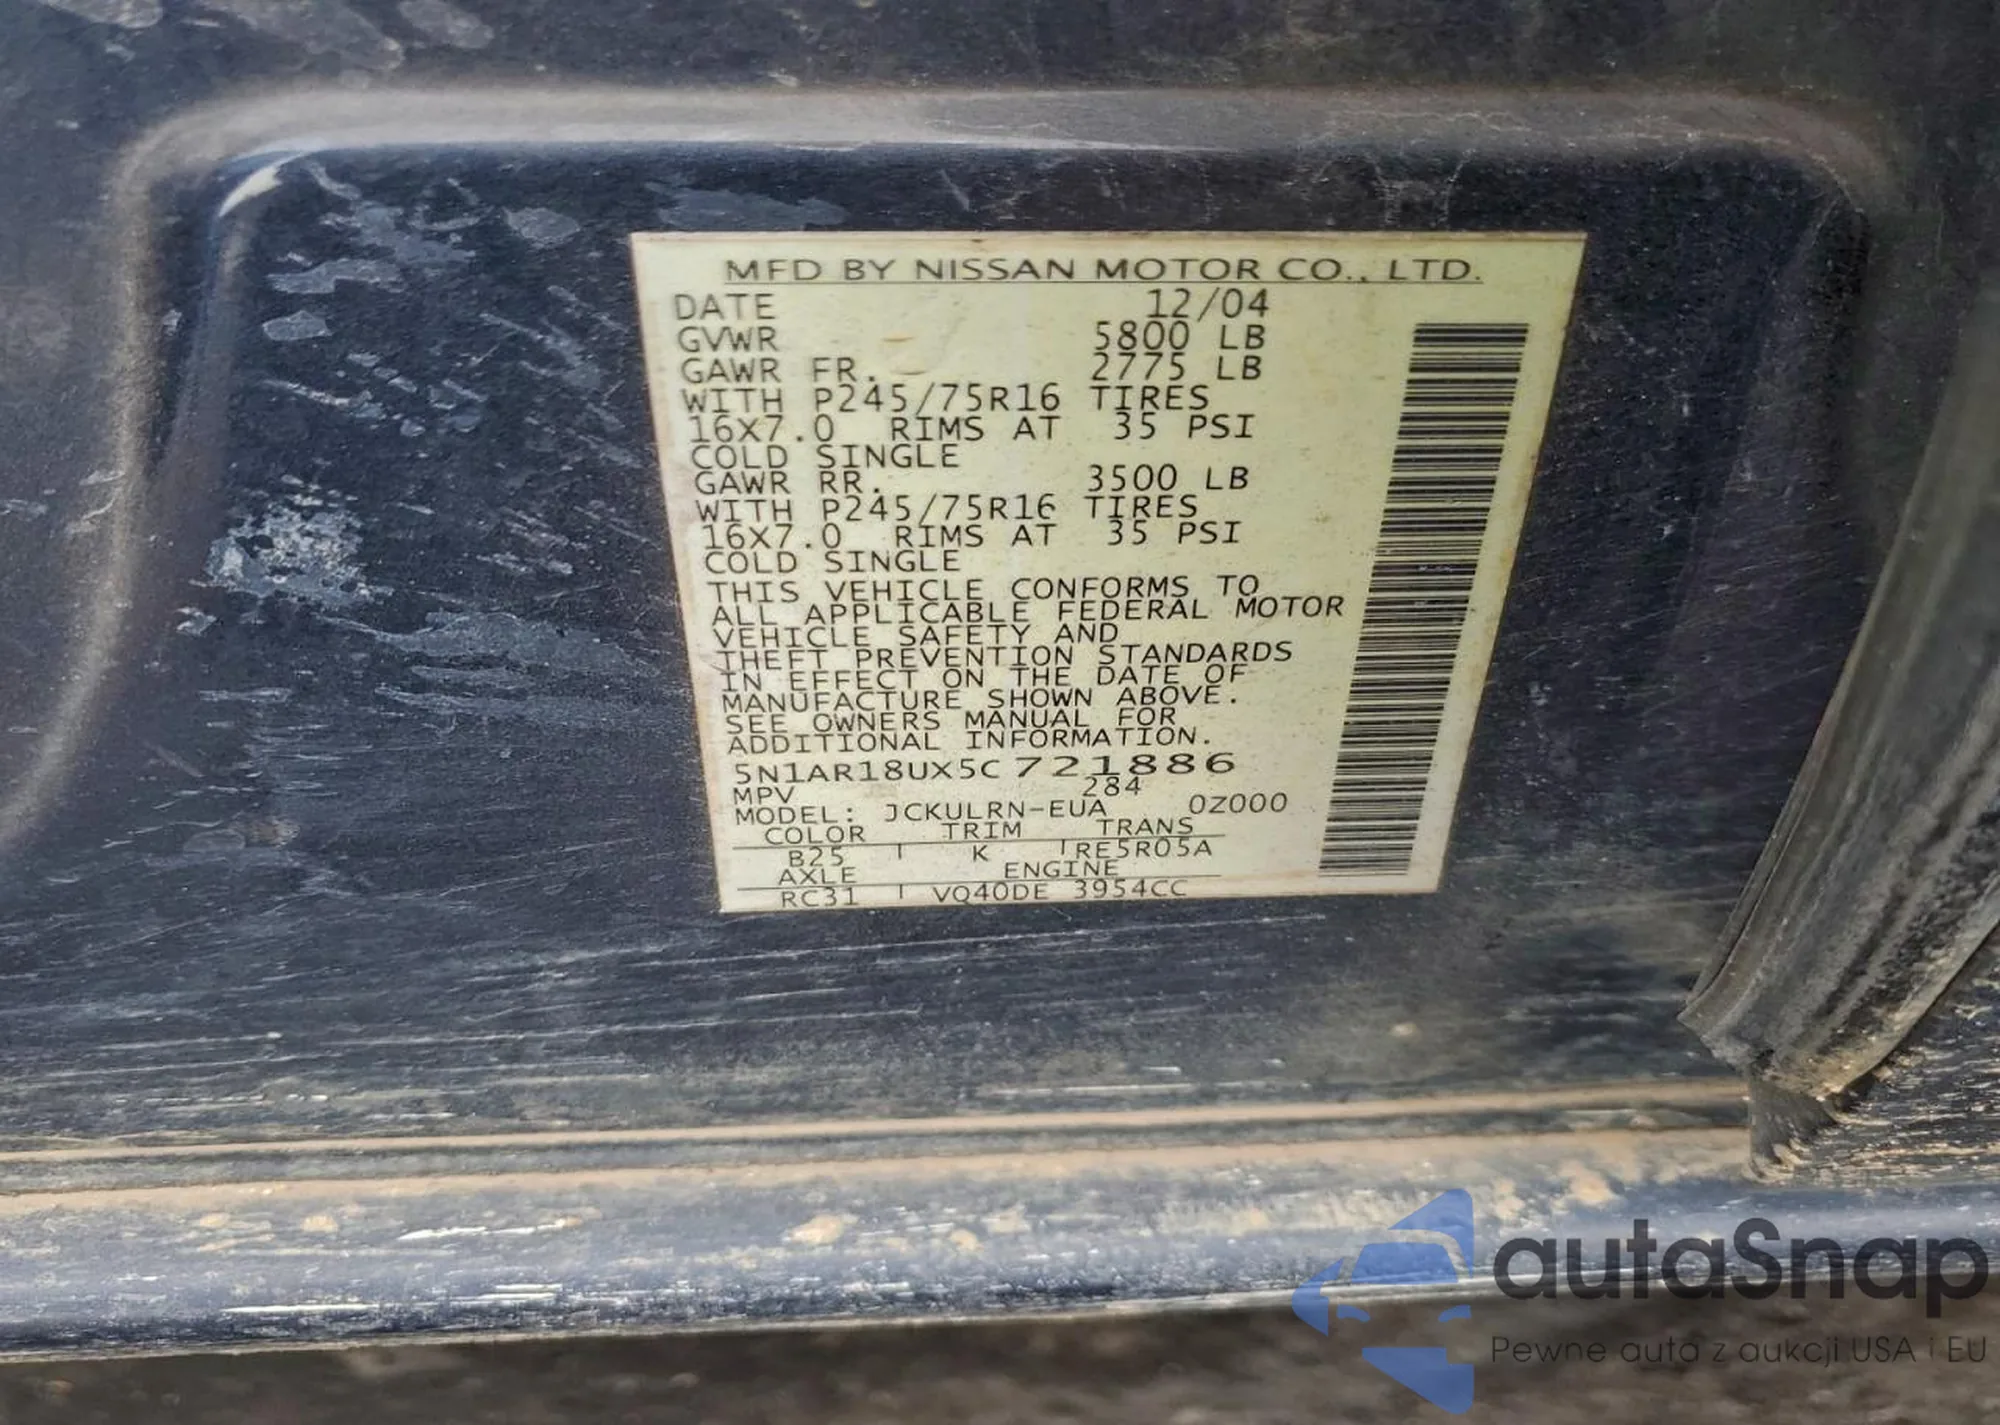 MFD BY NISSAN MOTOR CO., LTD.
DATE 12/04
GVWR 5800 LB
GAWR FR. 2775 LB
WITH P245/75R16 TIRES
16X7.0 RIMS AT 35 PSI
COLD SINGLE
GAWR RR. 3500 LB
WITH P245/75R16 TIRES
16X7.0 RIMS AT 35 PSI
COLD SINGLE
THIS VEHICLE CONFORMS TO
ALL APPLICABLE FEDERAL MOTOR
VEHICLE SAFETY AND
THEFT PREVENTION STANDARDS
IN EFFECT ON THE DATE OF
MANUFACTURE SHOWN ABOVE.
SEE OWNERS MANUAL FOR
ADDITIONAL INFORMATION.
5N1AR18UX5C721886
MPV 284
MODEL: JCKULRN-EUA 0Z000
COLOR TRIM TRANS
B25 K RE5R05A
AXLE ENGINE
RC31 VQ40DE 3954CC
autaSnap
Pewne auta z aukcji USA i EU